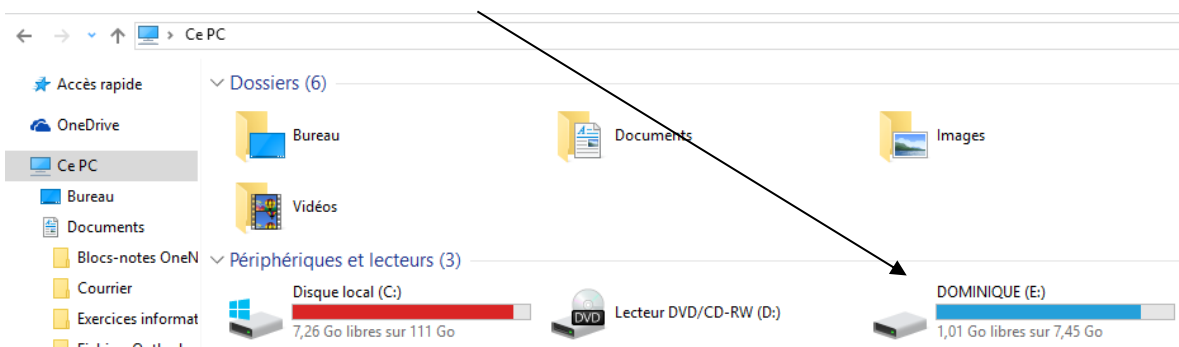 Ce PC
Accès rapide
OneDrive
Ce PC
Bureau
Documents
Blocs-notes OneN
Courrier
Exercices informat
Dossiers (6)
Bureau
Documents
Images
Vidéos
Périphériques et lecteurs (3)
Disque local (C:)
7,26 Go libres sur 111 Go
Lecteur DVD/CD-RW (D:)
DVD
DOMINIQUE (E:)
1,01 Go libres sur 7,45 Go